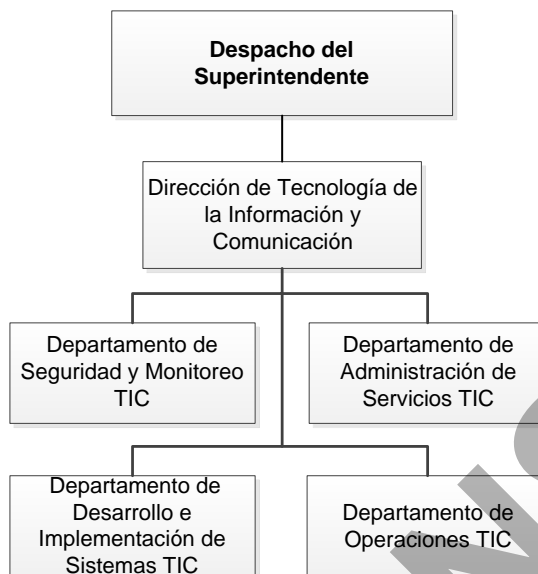 Despacho del
Superintendente
Dirección de Tecnología de
la Información y
Comunicación
Departamento de
Seguridad y Monitoreo
TIC
Departamento de
Administración de
Servicios TIC
Departamento de
Desarrollo e
Implementación de
Sistemas TIC
Departamento de
Operaciones TIC